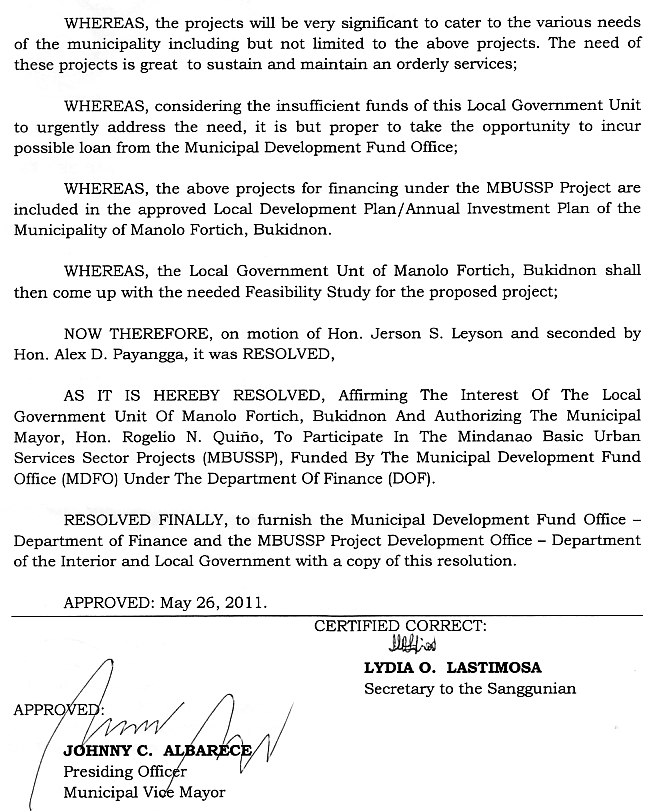 WHEREAS, the projects will be very significant to cater to the various needs
of the municipality including but not limited to the above projects. The need of
these projects is great to sustain and maintain an orderly services;
WHEREAS, considering the insufficient funds of this Local Government Unit
to urgently address the need, it is but proper to take the opportunity to incur
possible loan from the Municipal Development Fund Office;
WHEREAS, the above projects for financing under the MBUSSP Project are
included in the approved Local Development Plan/Annual Investment Plan of the
Municipality of Manolo Fortich, Bukidnon.
WHEREAS, the Local Government Unt of Manolo Fortich, Bukidnon shall
then come up with the needed Feasibility Study for the proposed project;
NOW THEREFORE, on motion of Hon. Jerson S. Leyson and seconded by
Hon. Alex D. Payangga, it was RESOLVED,
AS IT IS HEREBY RESOLVED, Affirming The Interest Of The Local
Government Unit Of Manolo Fortich, Bukidnon And Authorizing The Municipal
Mayor, Hon. Rogelio N. Quiño, To Participate In The Mindanao Basic Urban
Services Sector Projects (MBUSSP), Funded By The Municipal Development Fund
Office (MDFO) Under The Department Of Finance (DOF).
RESOLVED FINALLY, to furnish the Municipal Development Fund Office –
Department of Finance and the MBUSSP Project Development Office – Department
of the Interior and Local Government with a copy of this resolution.
APPROVED: May 26, 2011.
CERTIFIED CORRECT:
LYDIA O. LASTIMOSA
Secretary to the Sanggunian
APPROVED:
JOHNNY C. ALBARECE
Presiding Officer
Municipal Vice Mayor